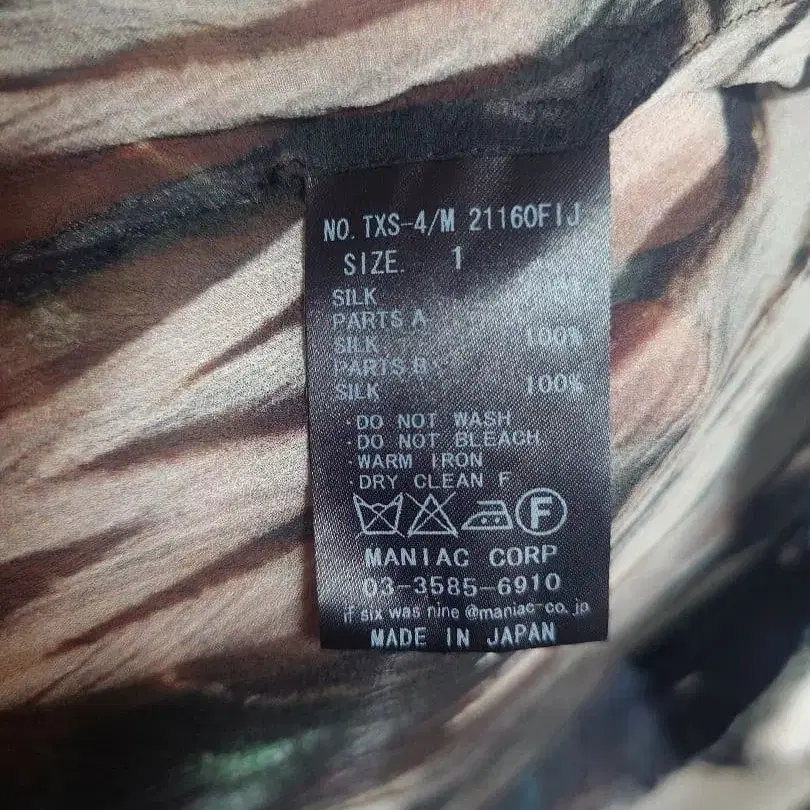 NO. TXS-4/M 21160FIJ
SIZE. 1
SILK
PARTS A
SILK 100%
PARTS B
SILK 100%
·DO NOT WASH
·DO NOT BLEACH
·WARM IRON
·DRY CLEAN F
F
MANIAC CORP
03-3585-6910
if six was nine @maniac-co.jp
MADE IN JAPAN